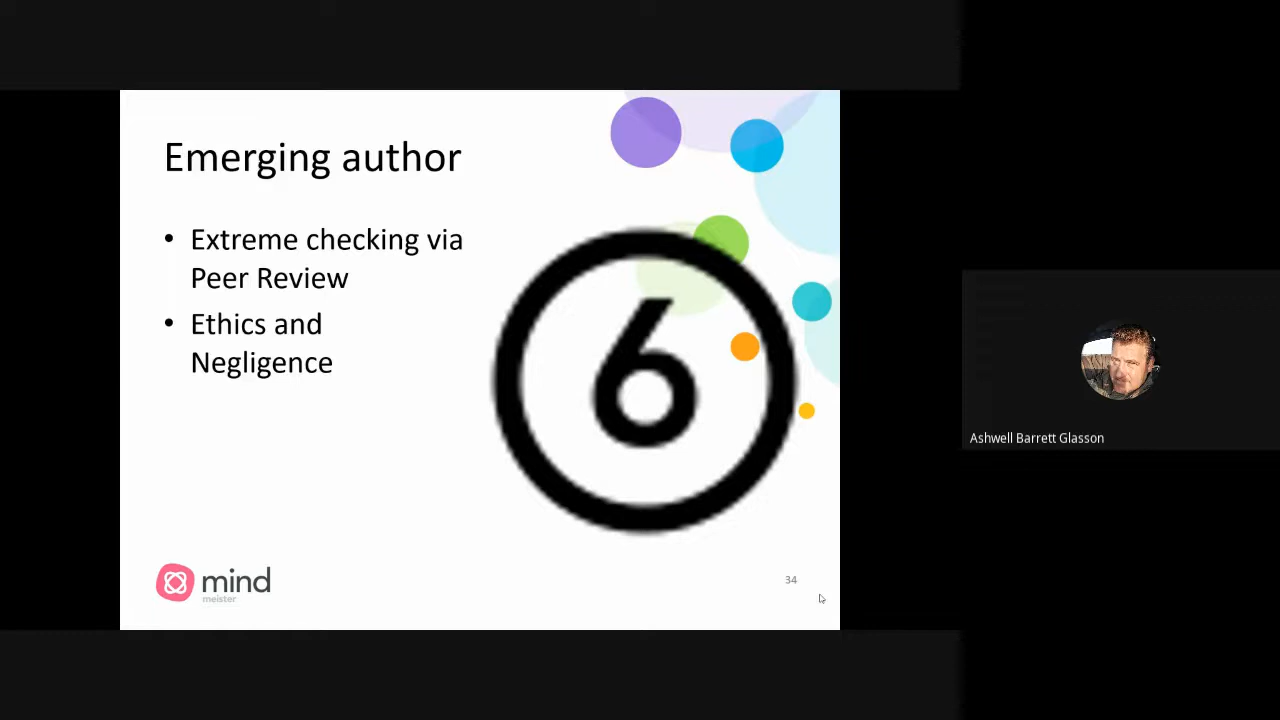 Emerging author
• Extreme checking via
Peer Review
• Ethics and
Negligence
6
mind
meister
34
Ashwell Barrett Glasson